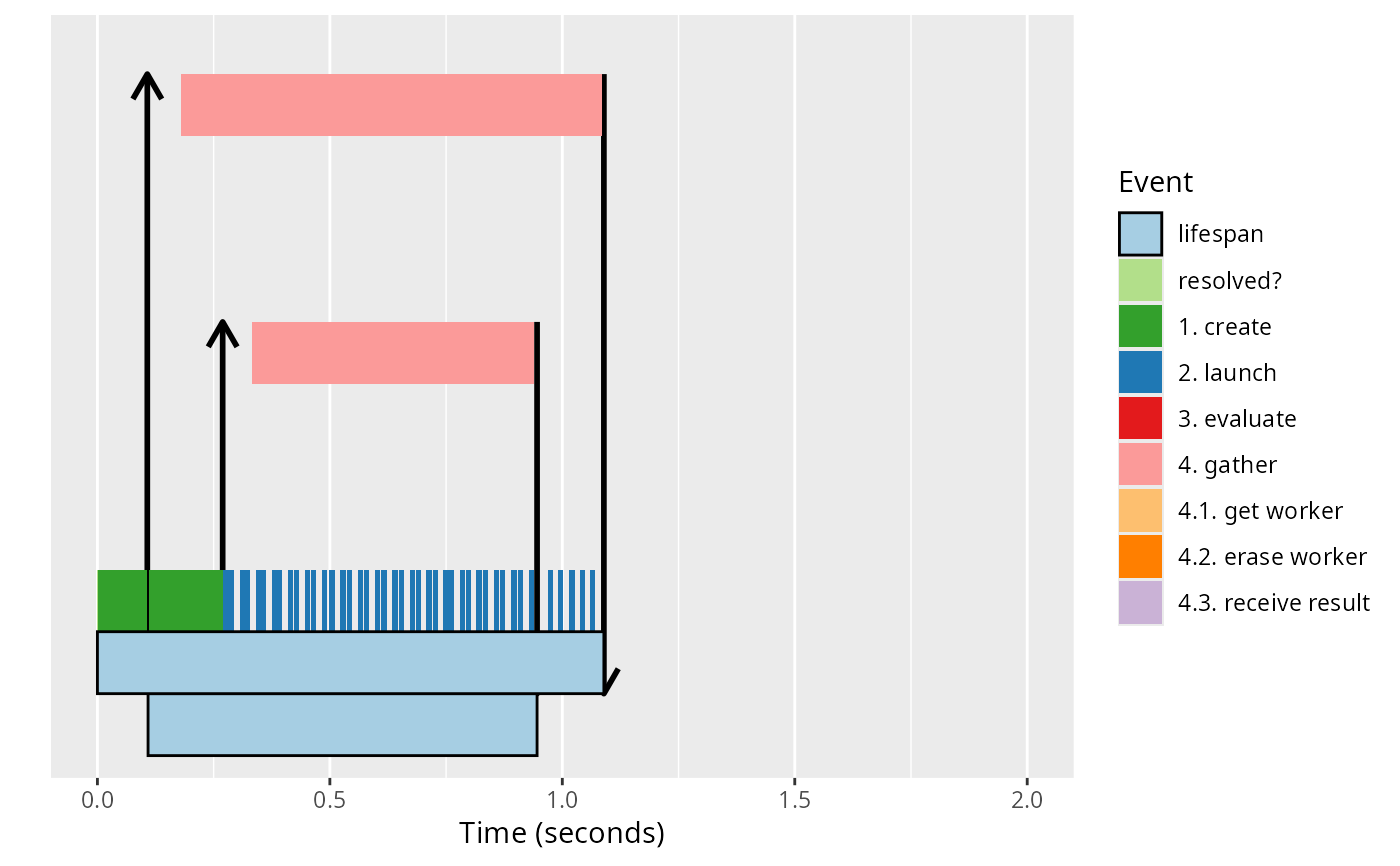 Event
lifespan
resolved?
1. create
2. launch
3. evaluate
4. gather
4.1. get worker
4.2. erase worker
4.3. receive result
0.0 0.5 1.0 1.5 2.0
Time (seconds)